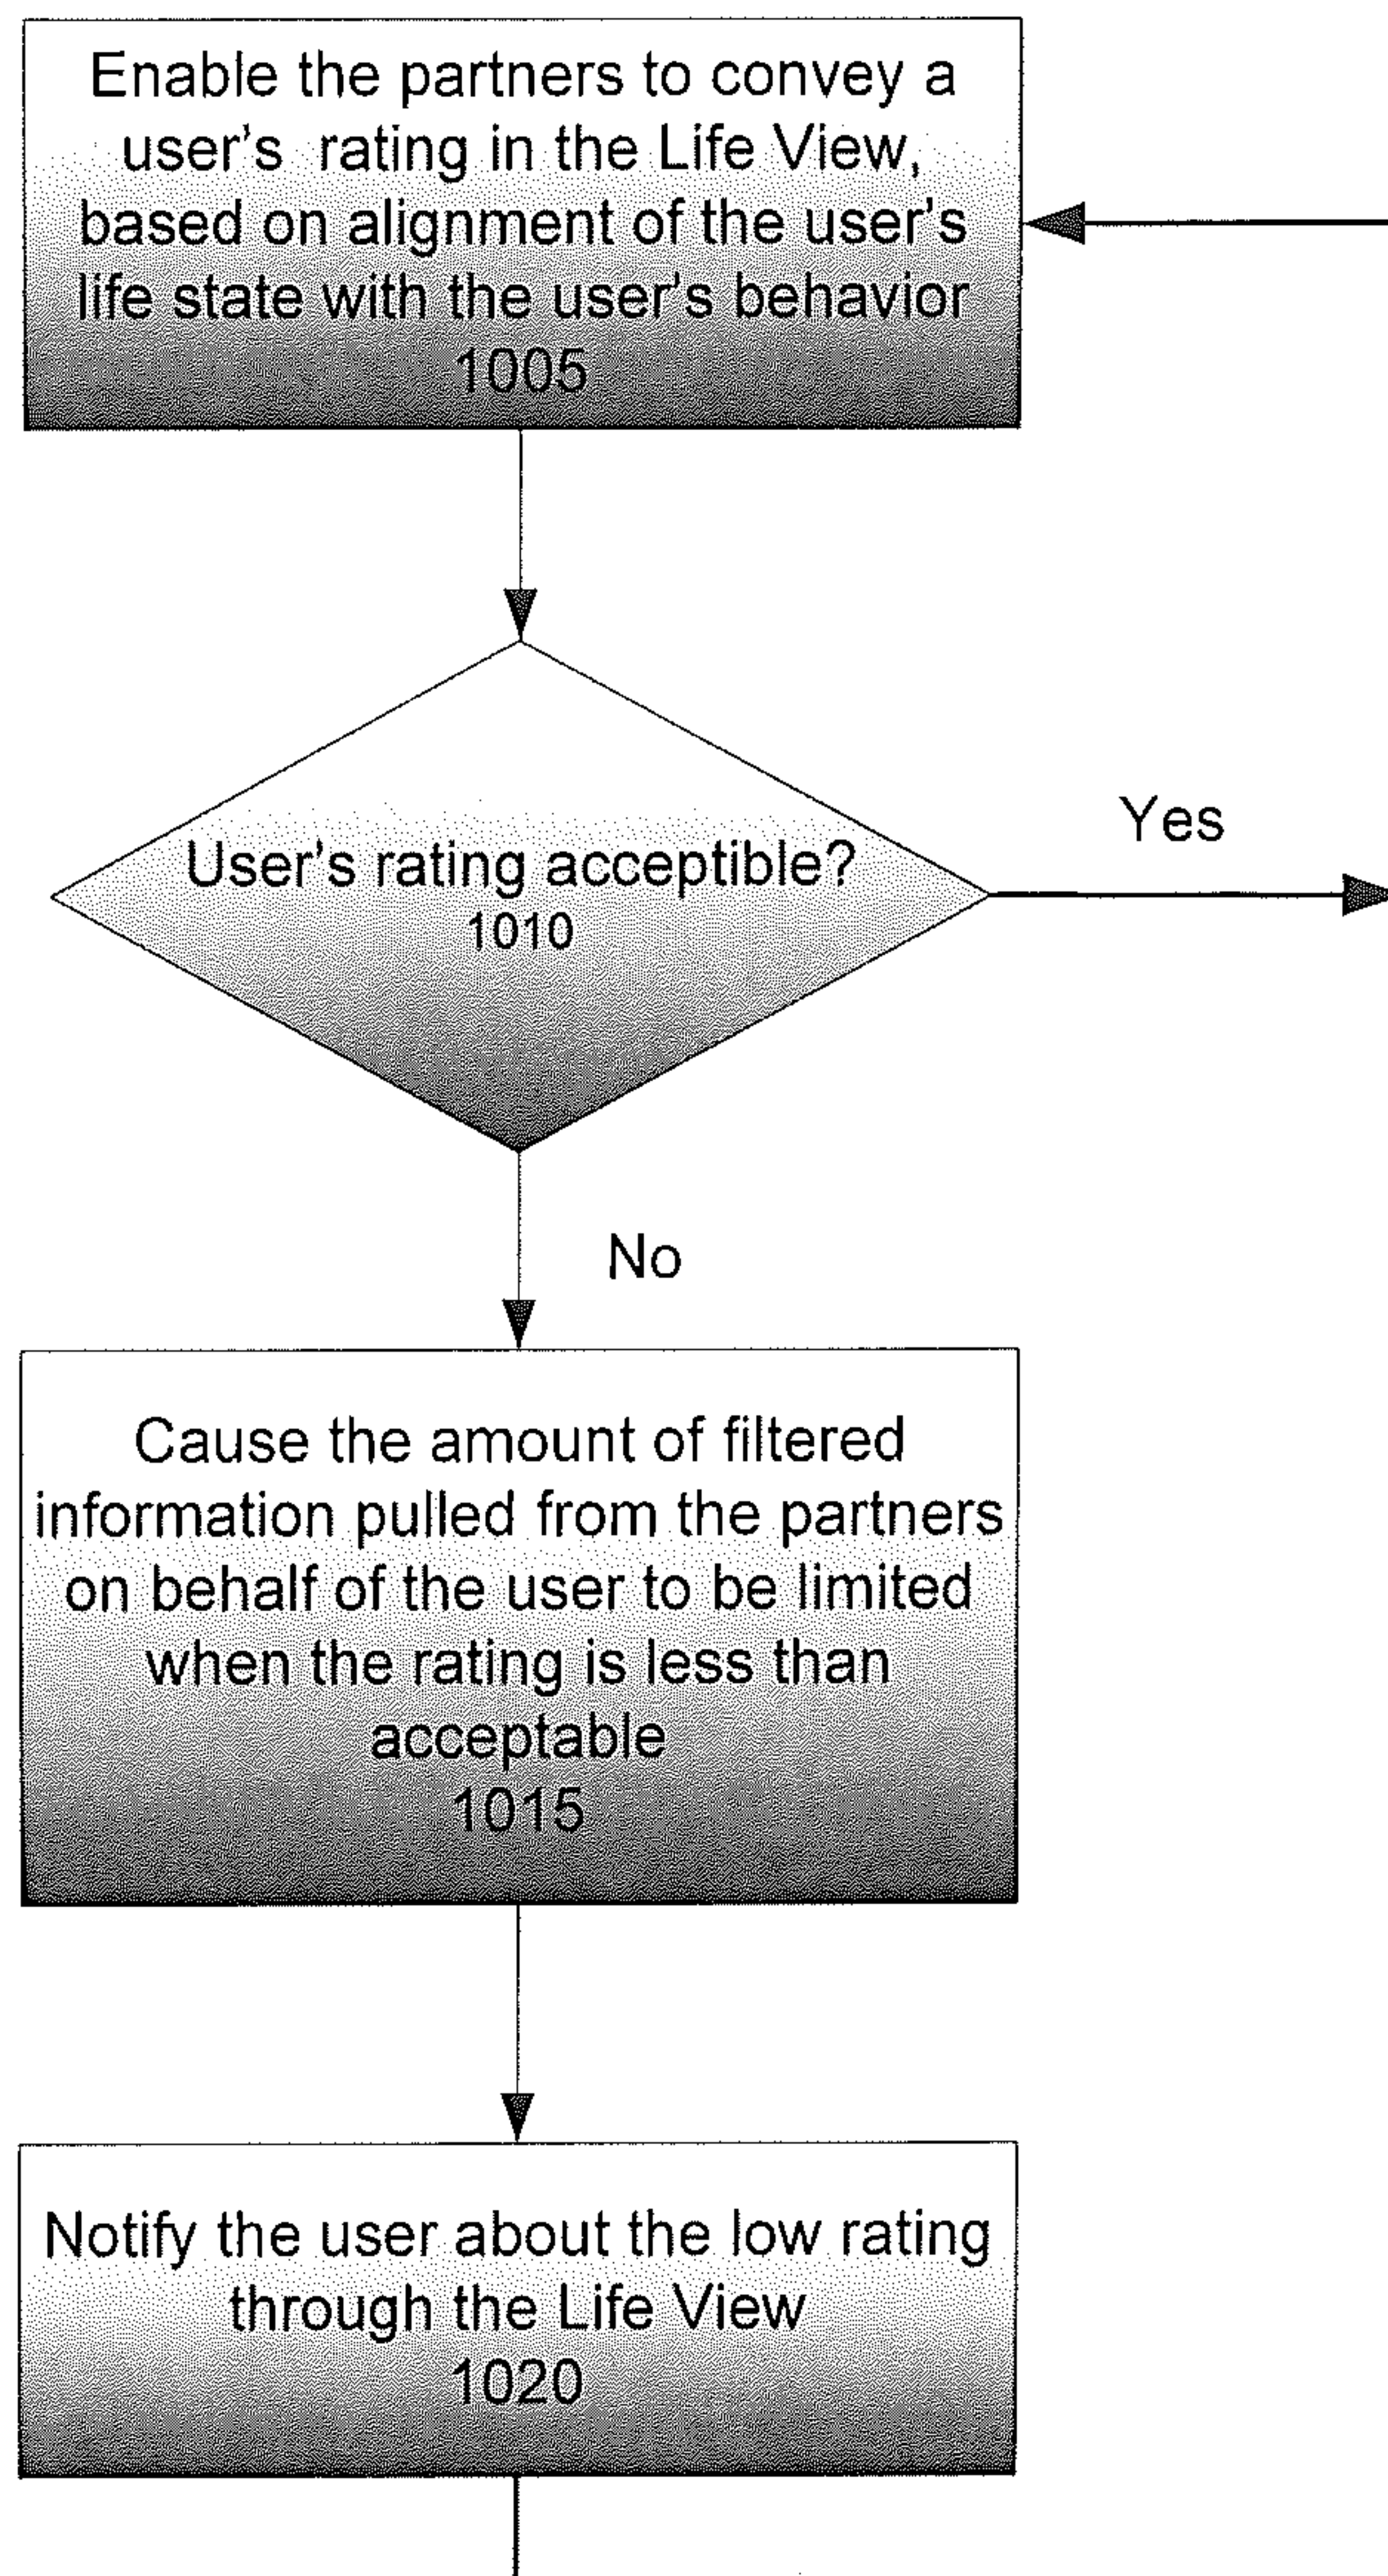 Enable the partners to convey a
user's rating in the Life View,
based on alignment of the user's
life state with the user's behavior
1005
User's rating acceptible?
1010
Yes
No
Cause the amount of filtered
information pulled from the partners
on behalf of the user to be limited
when the rating is less than
acceptable
1015
Notify the user about the low rating
through the Life View
1020